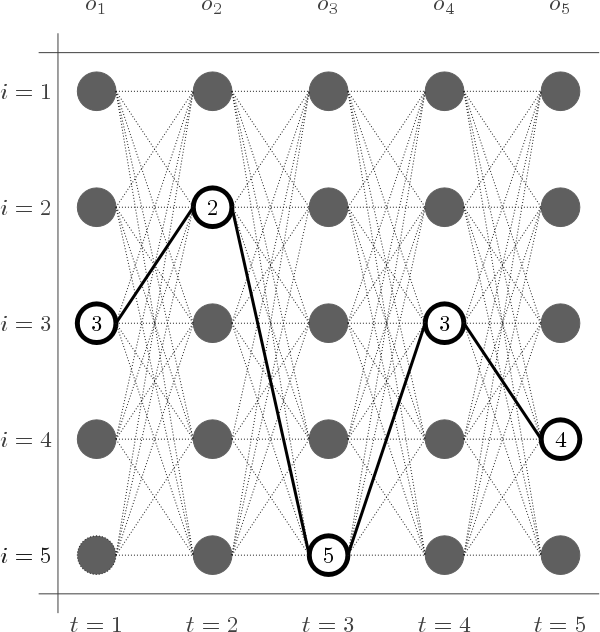 o₁ o₂ o₃ o₄ o₅
i = 1
i = 2 2
i = 3 3 3
i = 4 4
i = 5 5
t = 1 t = 2 t = 3 t = 4 t = 5